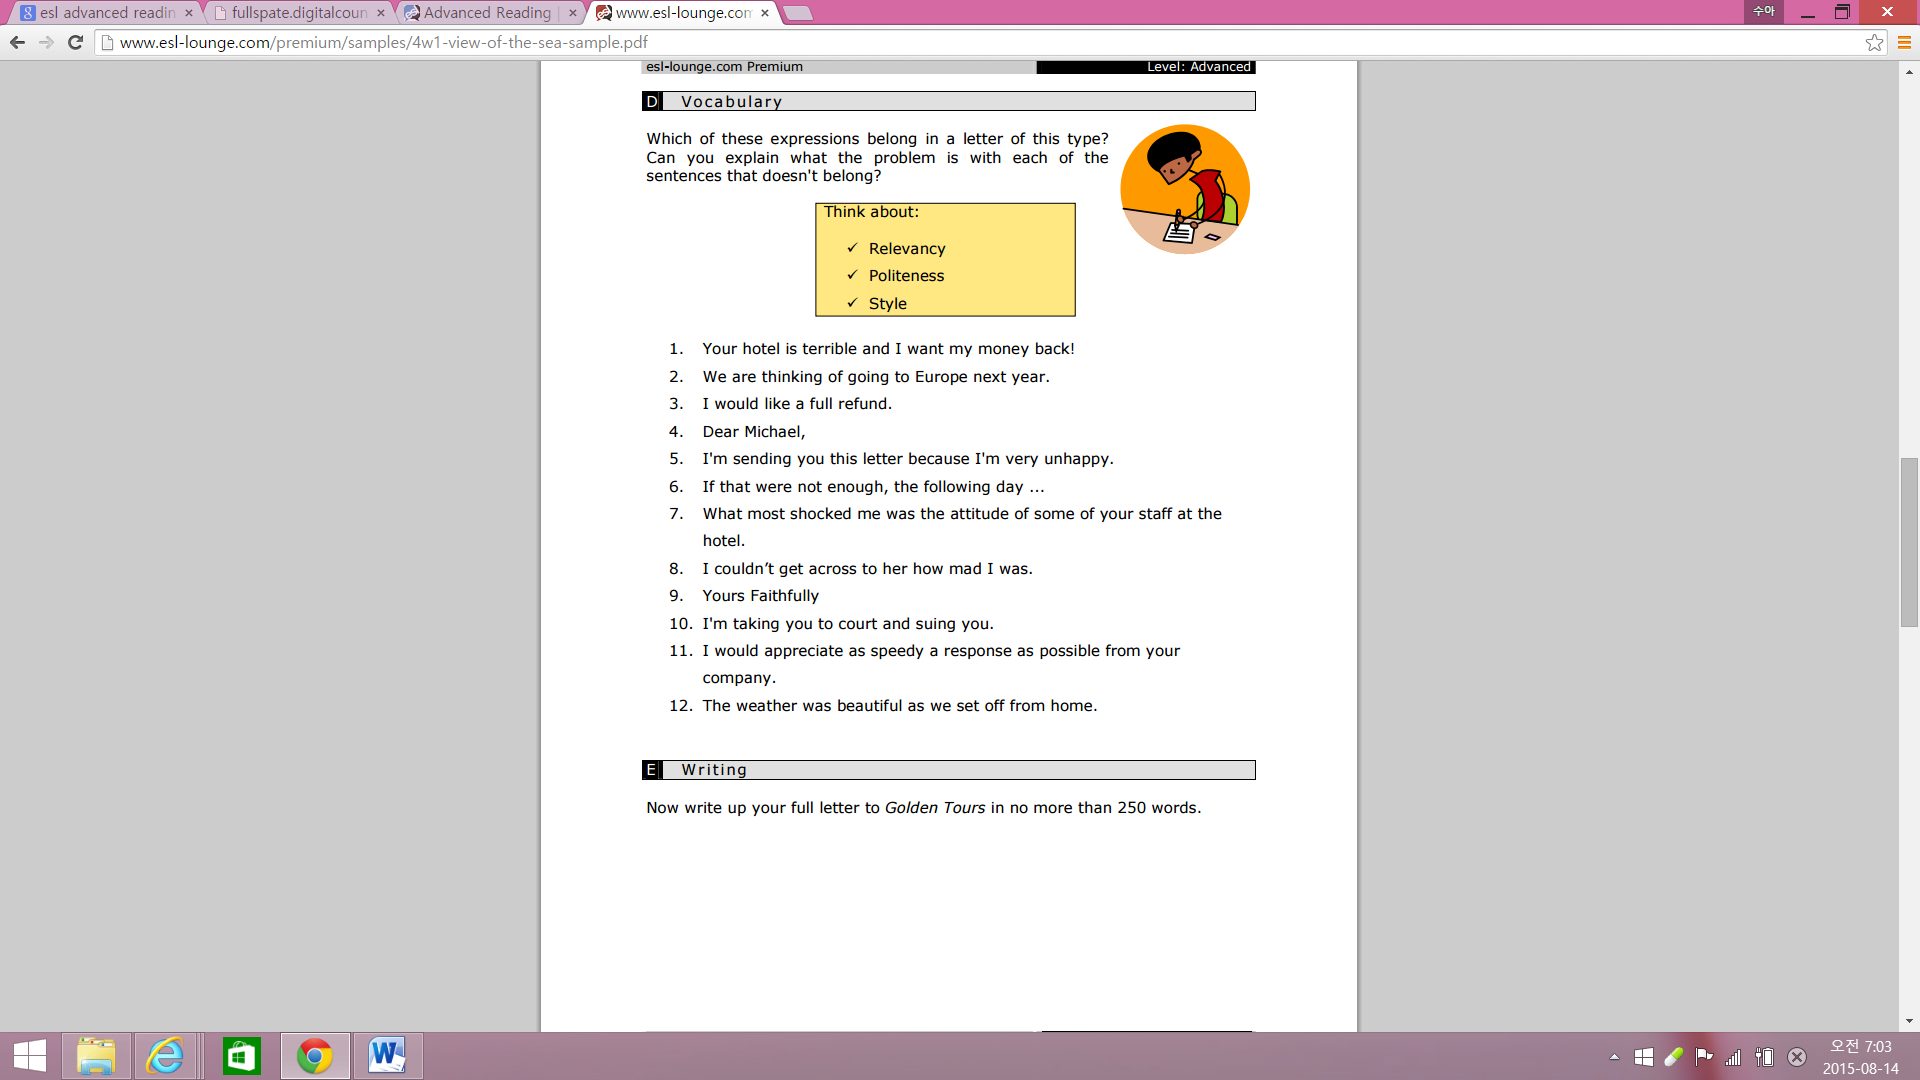 esl advanced readin
fullspate.digitalcoun
Advanced Reading
www.esl-lounge.com
수아
www.esl-lounge.com/premium/samples/4w1-view-of-the-sea-sample.pdf
esl-lounge.com Premium
Level: Advanced
D Vocabulary
Which of these expressions belong in a letter of this type?
Can you explain what the problem is with each of the
sentences that doesn't belong?
Think about:
✓ Relevancy
✓ Politeness
✓ Style
1. Your hotel is terrible and I want my money back!
2. We are thinking of going to Europe next year.
3. I would like a full refund.
4. Dear Michael,
5. I'm sending you this letter because I'm very unhappy.
6. If that were not enough, the following day ...
7. What most shocked me was the attitude of some of your staff at the
hotel.
8. I couldn’t get across to her how mad I was.
9. Yours Faithfully
10. I'm taking you to court and suing you.
11. I would appreciate as speedy a response as possible from your
company.
12. The weather was beautiful as we set off from home.
E Writing
Now write up your full letter to Golden Tours in no more than 250 words.
오전 7:03
2015-08-14